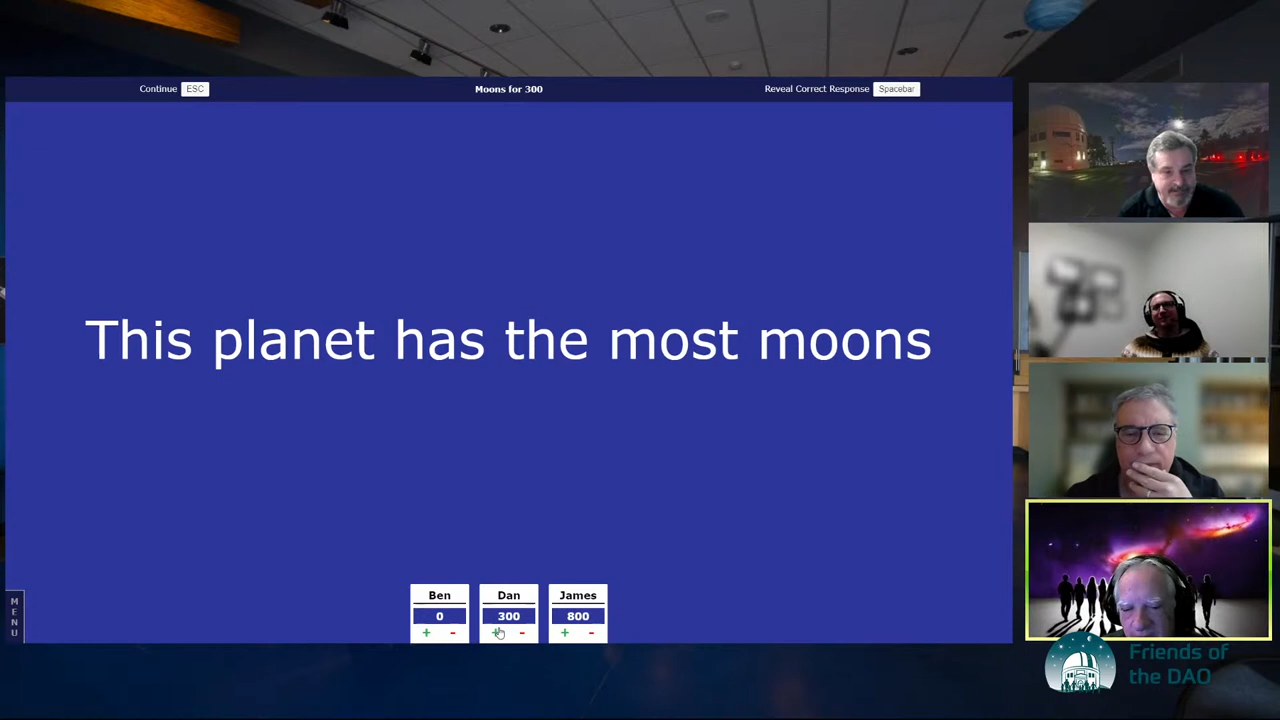 Continue ESC
Moons for 300
Reveal Correct Response Spacebar
This planet has the most moons
MENU
Ben
0
+ -
Dan
300
+ -
James
800
+ -
Friends of
the DAO